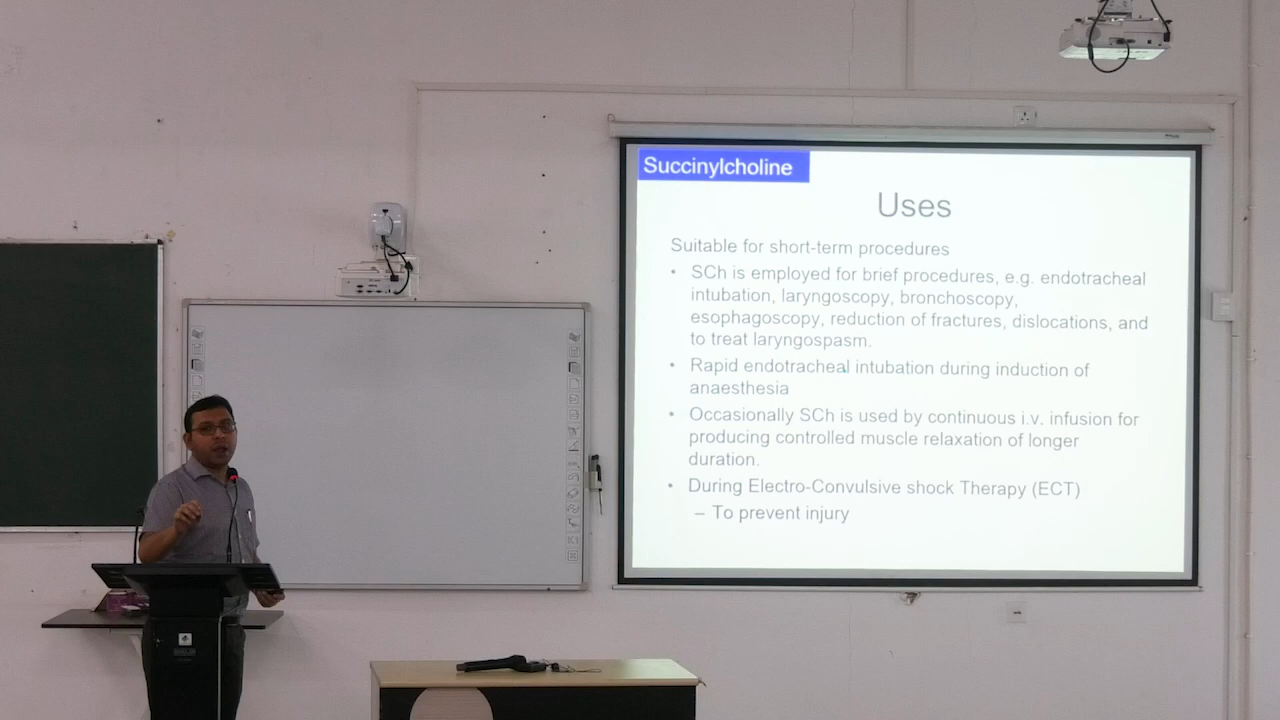 Succinylcholine
Uses
Suitable for short-term procedures
• SCh is employed for brief procedures, e.g. endotracheal
intubation, laryngoscopy, bronchoscopy,
esophagoscopy, reduction of fractures, dislocations, and
to treat laryngospasm.
• Rapid endotracheal intubation during induction of
anaesthesia
• Occasionally SCh is used by continuous i.v. infusion for
producing controlled muscle relaxation of longer
duration.
• During Electro-Convulsive shock Therapy (ECT)
– To prevent injury